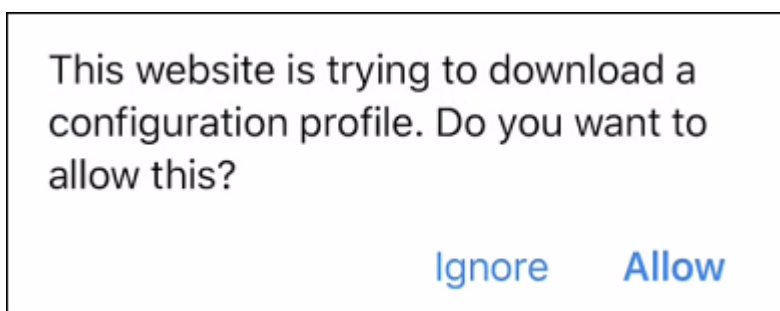 This website is trying to download a
configuration profile. Do you want to
allow this?
Ignore Allow